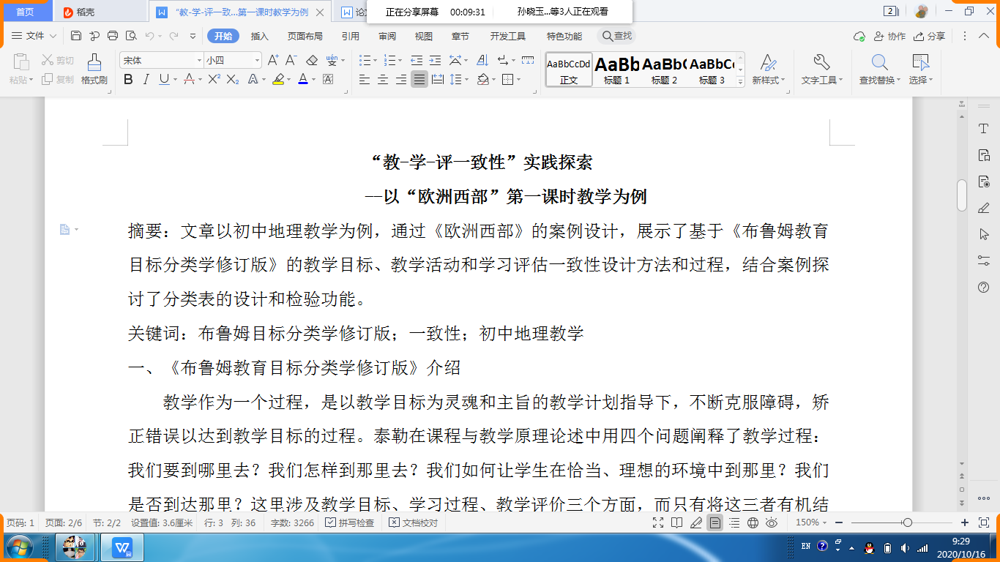 首页
稻壳
“教-学-评一致...第一课时教学为例
论文
正在分享屏幕 00:09:31 孙晓玉...等3人正在观看
2
文件
开始 插入 页面布局 引用 审阅 视图 章节 开发工具 特色功能 查找
协作 分享
粘贴 剪切 复制 格式刷
宋体 小四
AaBbCcDd 正文
AaBb 标题 1
AaBbC 标题 2
AaBbC 标题 3
新样式 文字工具 查找替换 选择
“教-学-评一致性”实践探索
--以“欧洲西部”第一课时教学为例
摘要：文章以初中地理教学为例，通过《欧洲西部》的案例设计，展示了基于《布鲁姆教育
目标分类学修订版》的教学目标、教学活动和学习评估一致性设计方法和过程，结合案例探
讨了分类表的设计和检验功能。
关键词：布鲁姆目标分类学修订版；一致性；初中地理教学
一、《布鲁姆教育目标分类学修订版》介绍
教学作为一个过程，是以教学目标为灵魂和主旨的教学计划指导下，不断克服障碍，矫
正错误以达到教学目标的过程。泰勒在课程与教学原理论述中用四个问题阐释了教学过程：
我们要到哪里去？我们怎样到那里去？我们如何让学生在恰当、理想的环境中到那里？我们
是否到达那里？这里涉及教学目标、学习过程、教学评价三个方面，而只有将这三者有机结
页码: 1 页面: 2/6 节: 2/2 设置值: 3.6厘米 行: 3 列: 36 字数: 3266 拼写检查 文档校对
150%
EN
9:29
2020/10/16